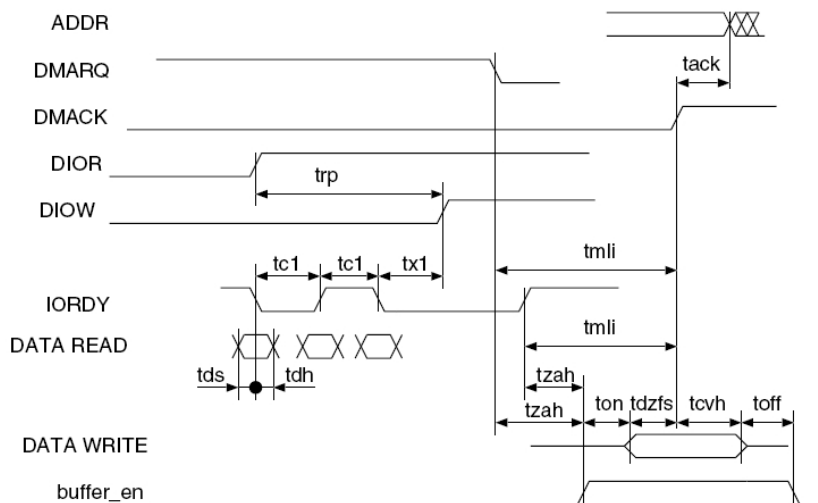 ADDR
DMARQ
tack
DMACK
DIOR
trp
DIOW
tmli
tc1 tc1 tx1
IORDY
tmli
DATA READ
tds tdh
tzah
tzah ton tdzfs tcvh toff
DATA WRITE
buffer_en